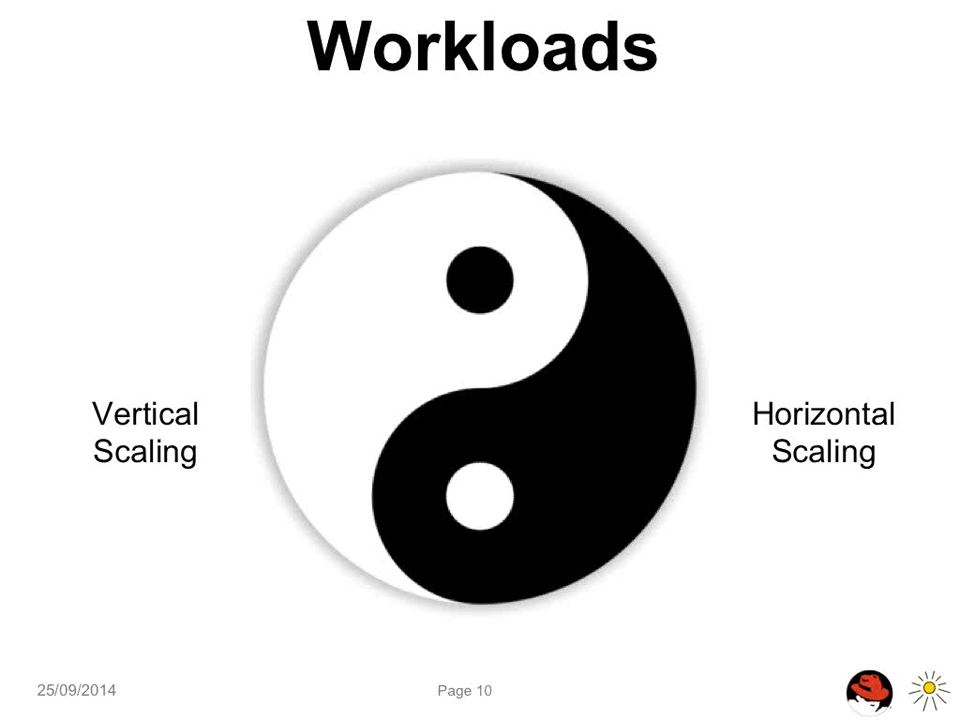 Workloads
Vertical
Scaling
Horizontal
Scaling
25/09/2014
Page 10